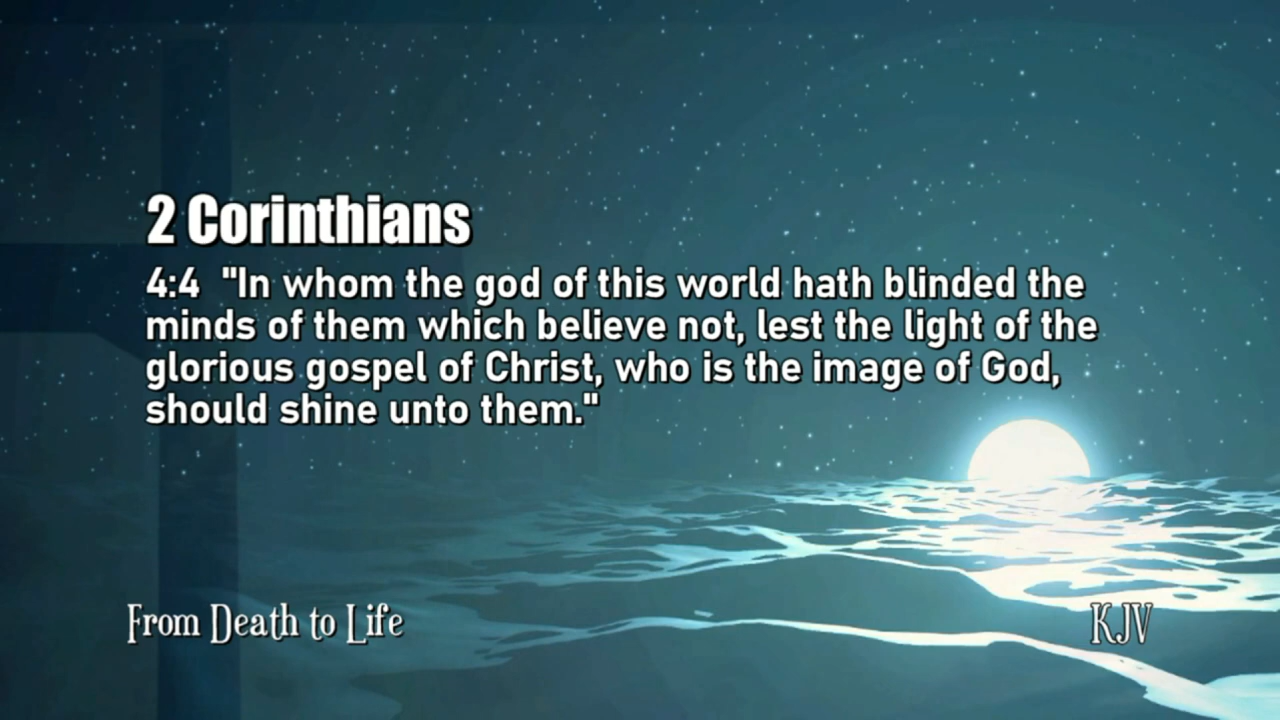 2 Corinthians
4:4  "In whom the god of this world hath blinded the
minds of them which believe not, lest the light of the
glorious gospel of Christ, who is the image of God,
should shine unto them."
From Death to Life
KJV